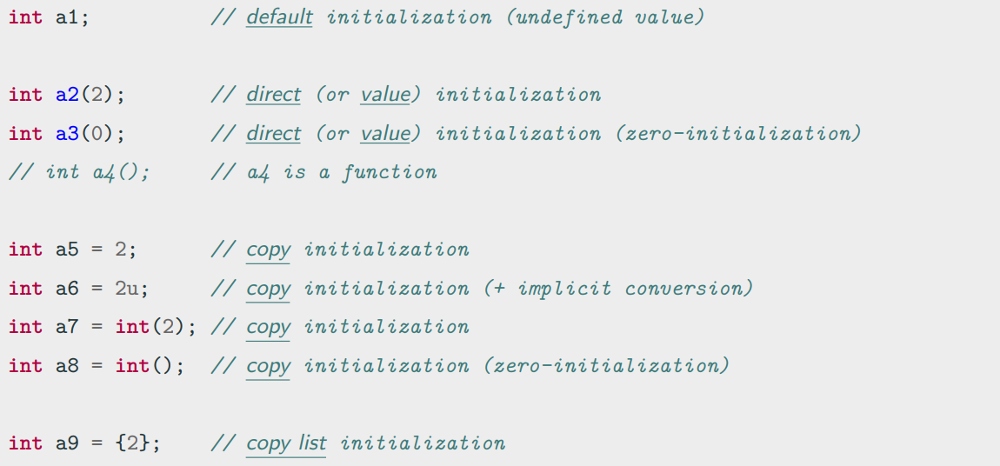 int a1; // default initialization (undefined value)
int a2(2); // direct (or value) initialization
int a3(0); // direct (or value) initialization (zero-initialization)
// int a4(); // a4 is a function
int a5 = 2; // copy initialization
int a6 = 2u; // copy initialization (+ implicit conversion)
int a7 = int(2); // copy initialization
int a8 = int(); // copy initialization (zero-initialization)
int a9 = {2}; // copy list initialization